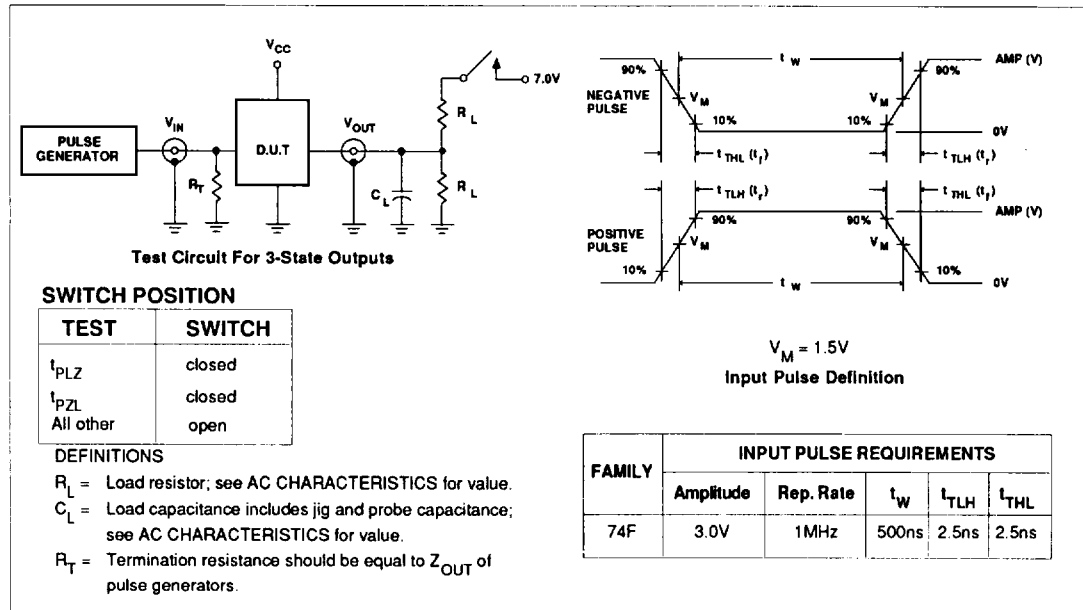 V_CC
7.0V
R_L
V_IN
V_OUT
PULSE GENERATOR
D.U.T
R_T
C_L
R_L
Test Circuit For 3-State Outputs
SWITCH POSITION
TEST SWITCH
t_PLZ closed
t_PZL closed
All other open
DEFINITIONS
R_L = Load resistor; see AC CHARACTERISTICS for value.
C_L = Load capacitance includes jig and probe capacitance;
see AC CHARACTERISTICS for value.
R_T = Termination resistance should be equal to Z_OUT of
pulse generators.
90% t_W 90% AMP (V)
NEGATIVE PULSE
V_M V_M
10% 10%
0V
t_THL (t_f) t_TLH (t_r)
t_TLH (t_r) t_THL (t_f)
AMP (V)
90% 90%
POSITIVE PULSE
V_M V_M
10% 10%
t_W 0V
V_M = 1.5V
Input Pulse Definition
FAMILY INPUT PULSE REQUIREMENTS
Amplitude Rep. Rate t_W t_TLH t_THL
74F 3.0V 1MHz 500ns 2.5ns 2.5ns